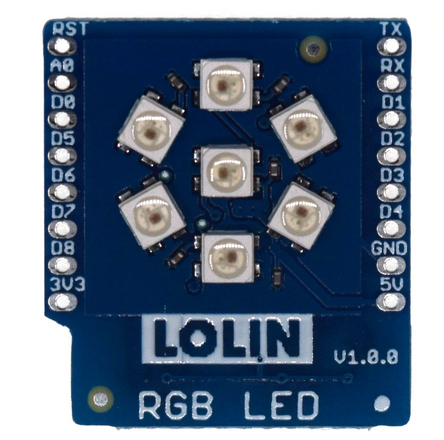 RST TX
A0 RX
D0 D1
D5 D2
D6 D3
D7 D4
D8 GND
3V3 5V
LOLIN
V1.0.0
RGB LED